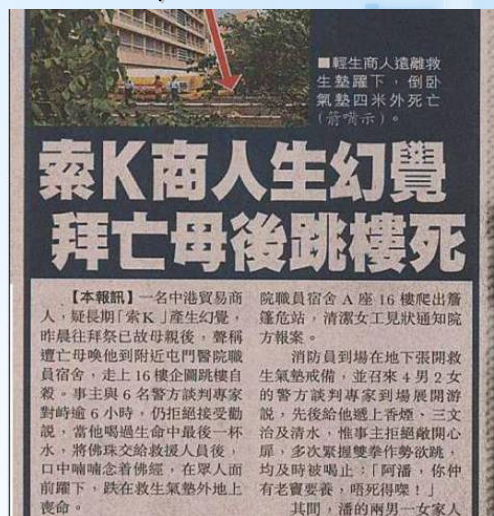 ■輕生商人遠離救
生墊躍下，倒卧
氣墊四米外死亡
(箭嘴示)。
索K商人生幻覺
拜亡母後跳樓死
【本報訊】一名中港貿易商
人，疑長期「索K」產生幻覺，
昨晨往拜祭已故母親後，聲稱
遭亡母喚他到附近屯門醫院職
員宿舍，走上16樓企圖跳樓自
殺。事主與6名警方談判專家
對峙逾6小時，仍拒絕接受勸
說，當他喝過生命中最後一杯
水，將佛珠交給救援人員後，
口中喃喃念着佛經，在眾人面
前躍下，跌在救生氣墊外地上
喪命。
院職員宿舍A座16樓爬出簷
篷危站，清潔女工見狀通知院
方報案。
消防員到場在地下張開救
生氣墊戒備，並召來4男2女
的警方談判專家到場展開游
說，先後給他遞上香煙、三文
治及清水，惟事主拒絕敞開心
扉，多次緊握雙拳作勢欲跳，
均及時被喝止：「阿潘，你仲
有老竇要養，唔死得㗎！」
其間，潘的兩男一女家人